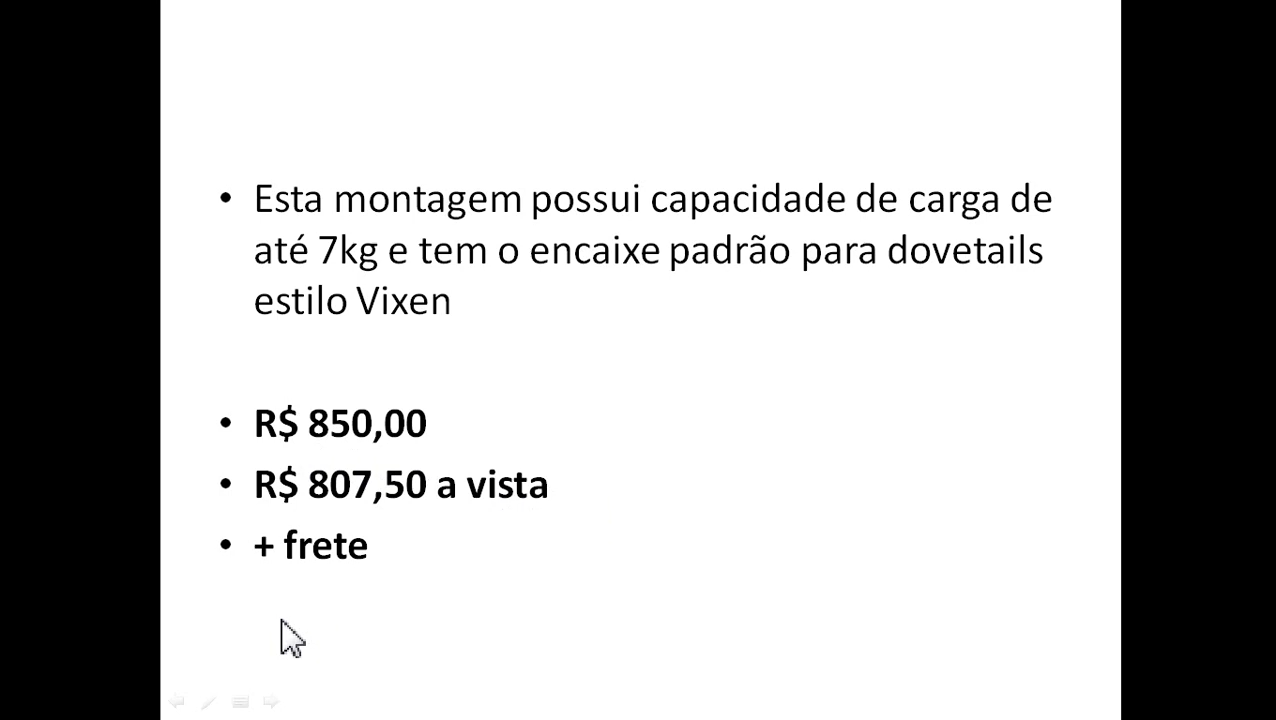 • Esta montagem possui capacidade de carga de
até 7kg e tem o encaixe padrão para dovetails
estilo Vixen
• R$ 850,00
• R$ 807,50 a vista
• + frete